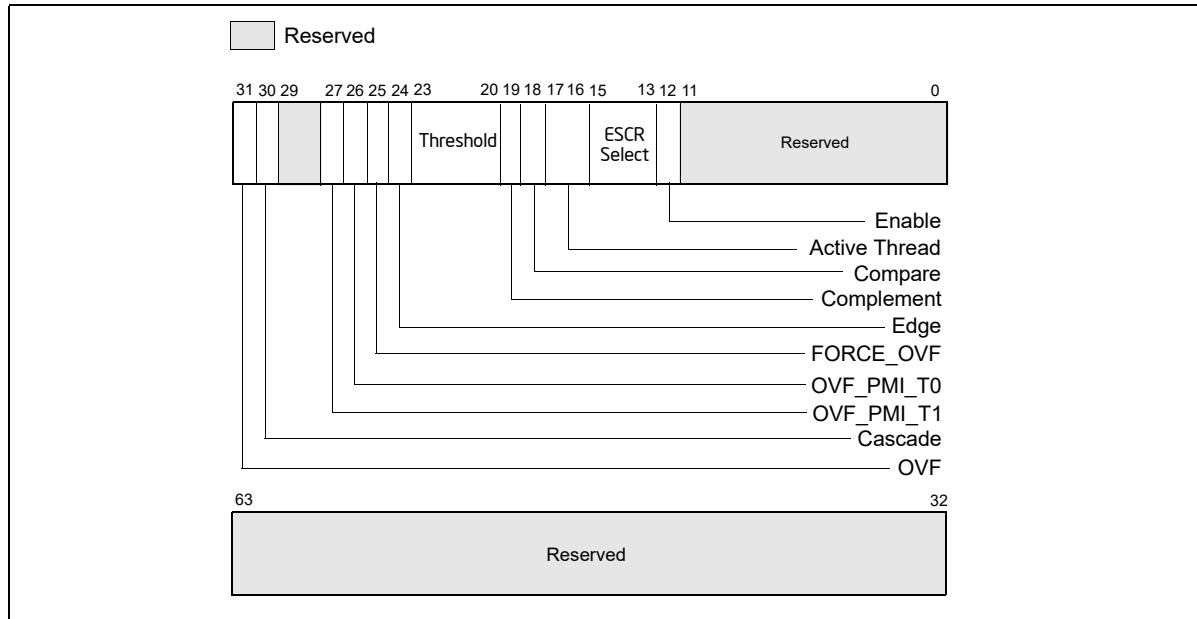 Reserved
31 30 29 27 26 25 24 23 20 19 18 17 16 15 13 12 11 0
Threshold
ESCR
Select
Reserved
Enable
Active Thread
Compare
Complement
Edge
FORCE_OVF
OVF_PMI_T0
OVF_PMI_T1
Cascade
OVF
63 32
Reserved